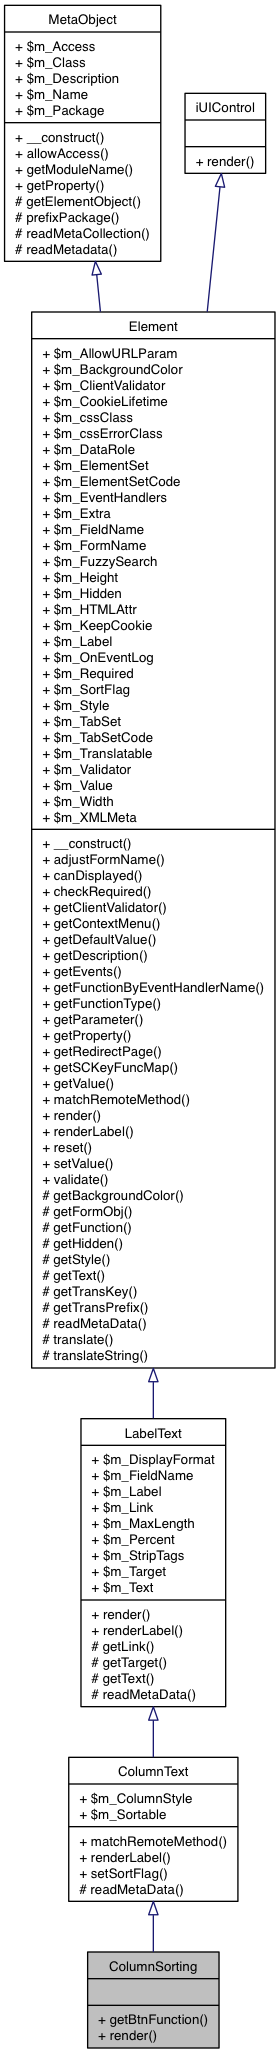 MetaObject
+ $m_Access
+ $m_Class
+ $m_Description
+ $m_Name
+ $m_Package
+ __construct()
+ allowAccess()
+ getModuleName()
+ getProperty()
# getElementObject()
# prefixPackage()
# readMetaCollection()
# readMetadata()
iUIControl
+ render()
Element
+ $m_AllowURLParam
+ $m_BackgroundColor
+ $m_ClientValidator
+ $m_CookieLifetime
+ $m_cssClass
+ $m_cssErrorClass
+ $m_DataRole
+ $m_ElementSet
+ $m_ElementSetCode
+ $m_EventHandlers
+ $m_Extra
+ $m_FieldName
+ $m_FormName
+ $m_FuzzySearch
+ $m_Height
+ $m_Hidden
+ $m_HTMLAttr
+ $m_KeepCookie
+ $m_Label
+ $m_OnEventLog
+ $m_Required
+ $m_SortFlag
+ $m_Style
+ $m_TabSet
+ $m_TabSetCode
+ $m_Translatable
+ $m_Validator
+ $m_Value
+ $m_Width
+ $m_XMLMeta
+ __construct()
+ adjustFormName()
+ canDisplayed()
+ checkRequired()
+ getClientValidator()
+ getContextMenu()
+ getDefaultValue()
+ getDescription()
+ getEvents()
+ getFunctionByEventHandlerName()
+ getFunctionType()
+ getParameter()
+ getProperty()
+ getRedirectPage()
+ getSCKeyFuncMap()
+ getValue()
+ matchRemoteMethod()
+ render()
+ renderLabel()
+ reset()
+ setValue()
+ validate()
# getBackgroundColor()
# getFormObj()
# getFunction()
# getHidden()
# getStyle()
# getText()
# getTransKey()
# getTransPrefix()
# readMetaData()
# translate()
# translateString()
LabelText
+ $m_DisplayFormat
+ $m_FieldName
+ $m_Label
+ $m_Link
+ $m_MaxLength
+ $m_Percent
+ $m_StripTags
+ $m_Target
+ $m_Text
+ render()
+ renderLabel()
# getLink()
# getTarget()
# getText()
# readMetaData()
ColumnText
+ $m_ColumnStyle
+ $m_Sortable
+ matchRemoteMethod()
+ renderLabel()
+ setSortFlag()
# readMetaData()
ColumnSorting
+ getBtnFunction()
+ render()